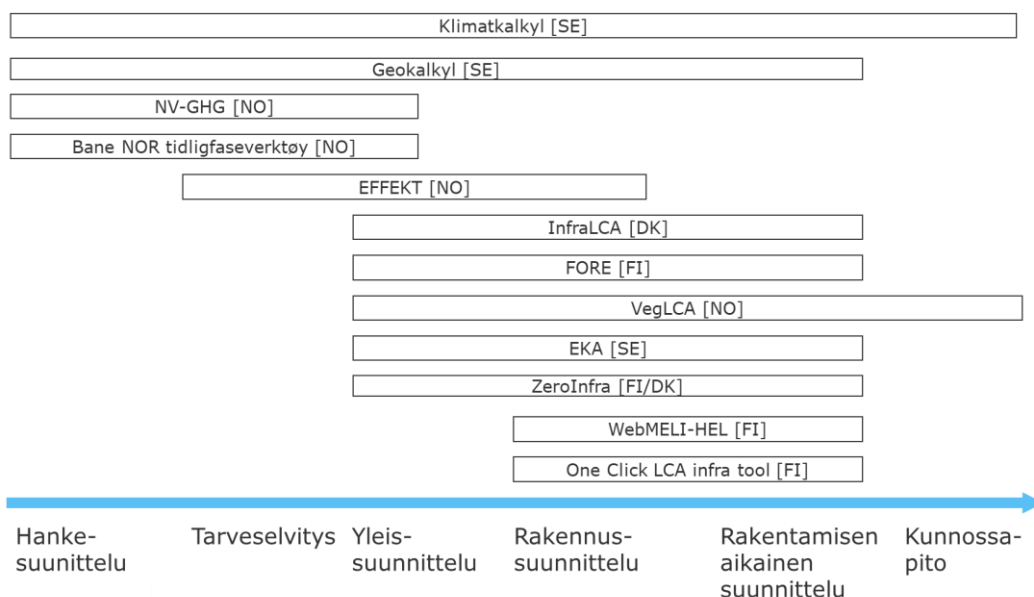 Klimatkalkyl [SE]
Geokalkyl [SE]
NV-GHG [NO]
Bane NOR tidligfaseverktøy [NO]
EFFEKT [NO]
InfraLCA [DK]
FORE [FI]
VegLCA [NO]
EKA [SE]
ZeroInfra [FI/DK]
WebMELI-HEL [FI]
One Click LCA infra tool [FI]
Hanke-
suunittelu
Tarveselvitys
Yleis-
suunnittelu
Rakennus-
suunnittelu
Rakentamisen
aikainen
suunnittelu
Kunnossa-
pito